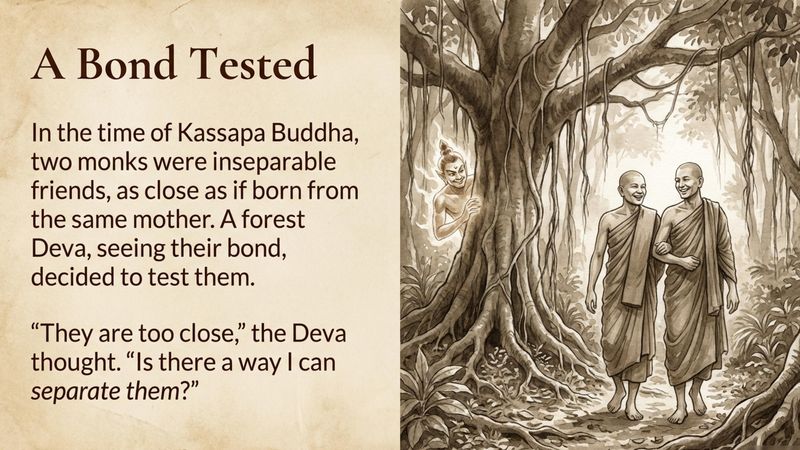 A Bond Tested
In the time of Kassapa Buddha,
two monks were inseparable
friends, as close as if born from
the same mother. A forest
Deva, seeing their bond,
decided to test them.
“They are too close,” the Deva
thought. “Is there a way I can
separate them?”